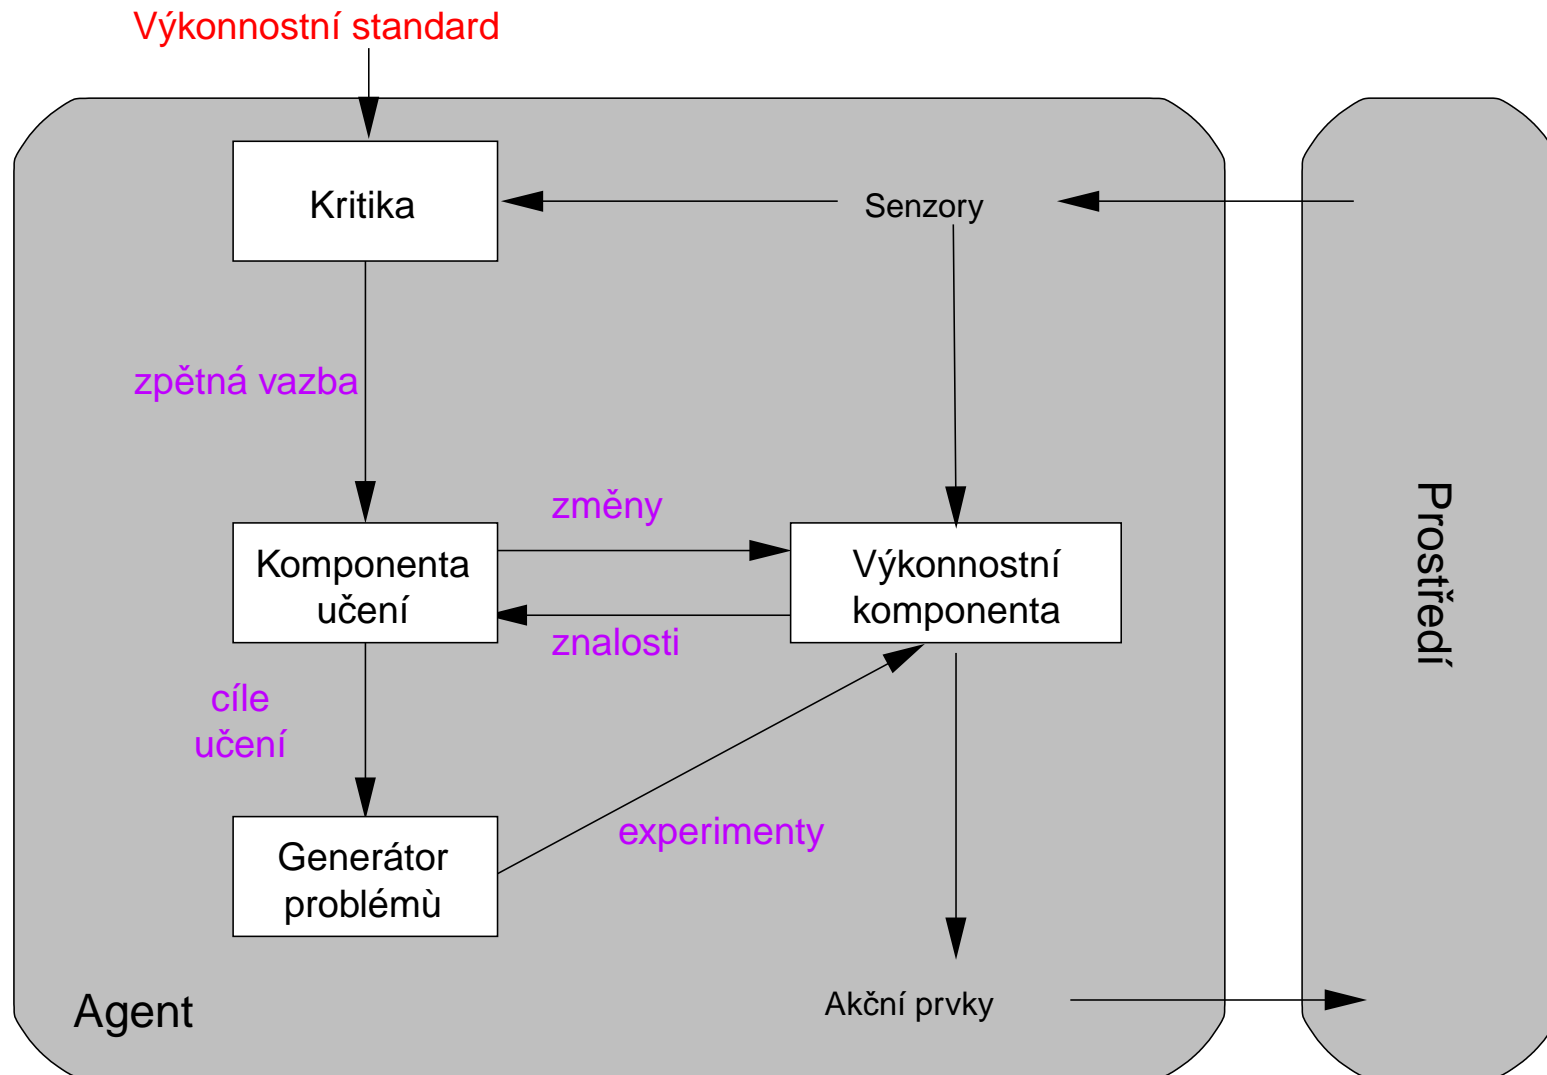 Výkonnostní standard
Kritika
Senzory
zpětná vazba
změny
Komponenta
učení
Výkonnostní
komponenta
znalosti
cíle
učení
experimenty
Generátor
problémù
Akční prvky
Agent
Prostředí